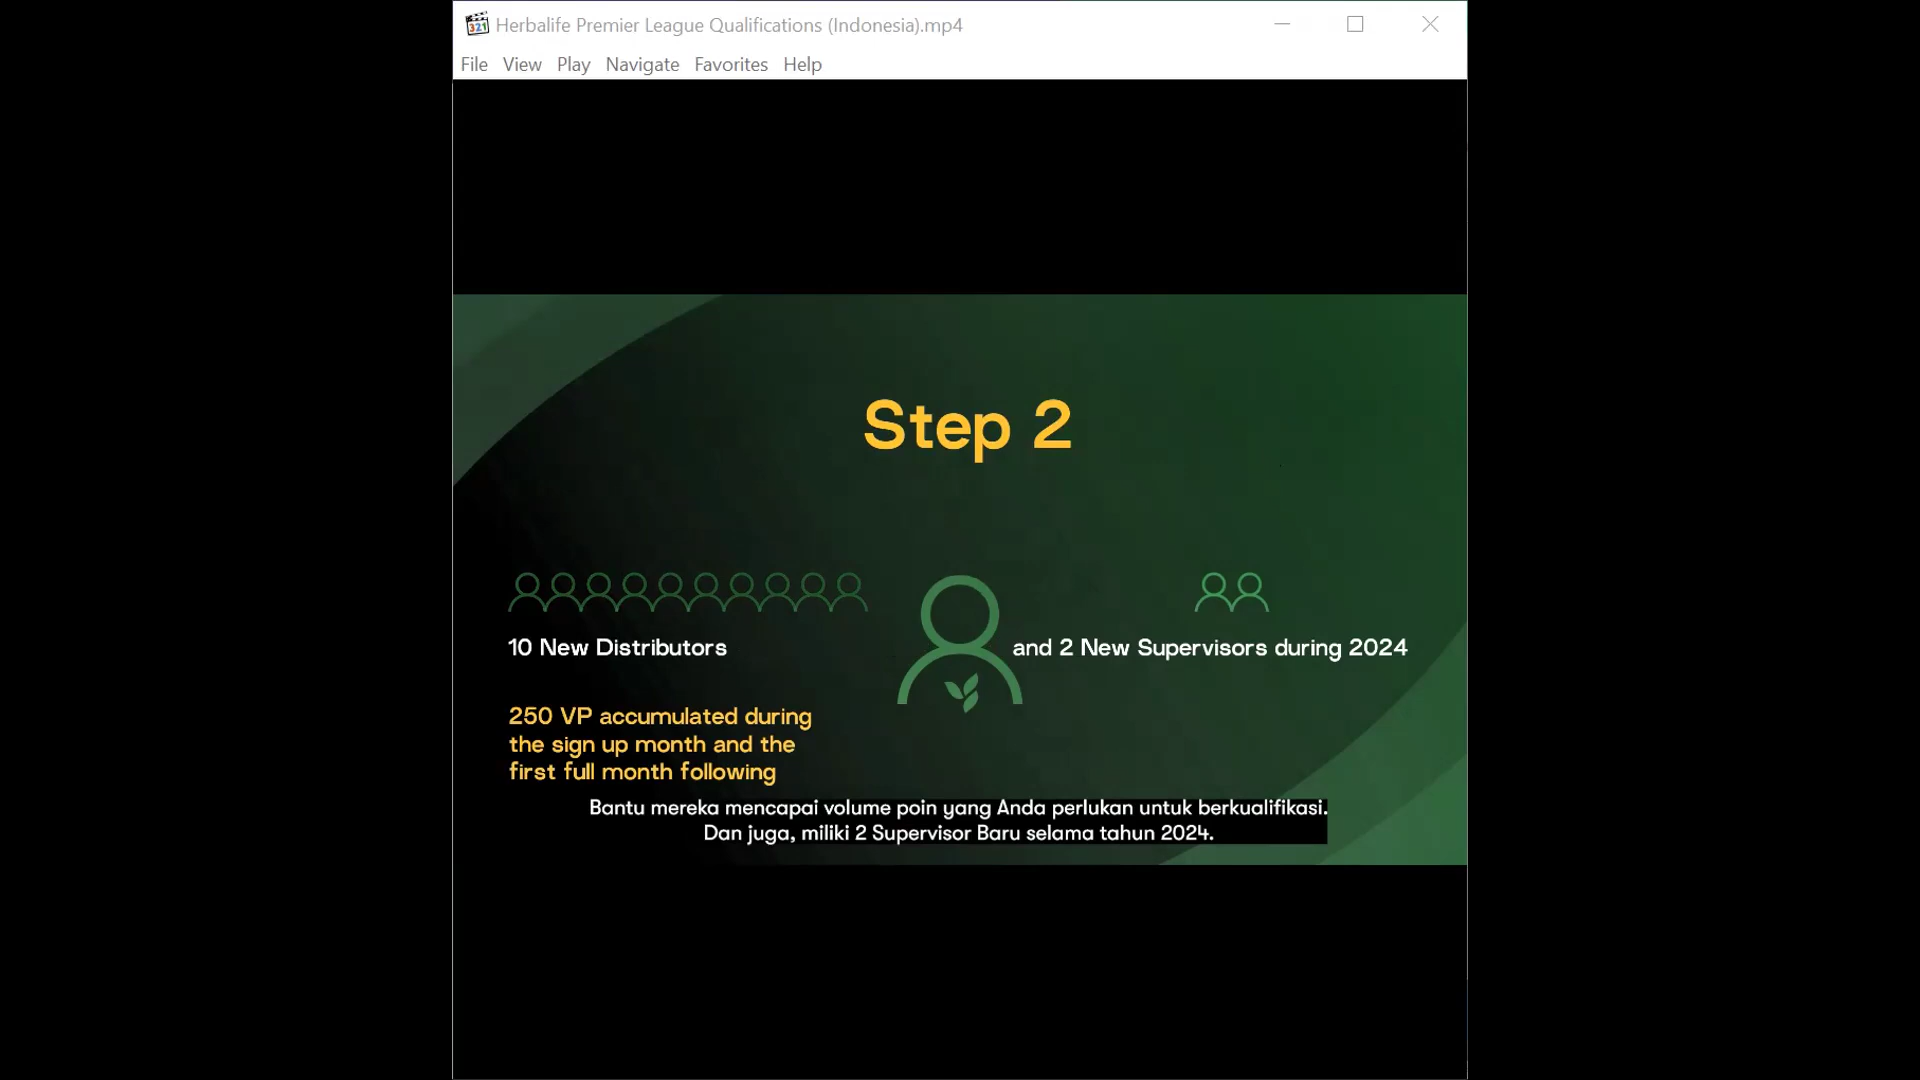 Herbalife Premier League Qualifications (Indonesia).mp4
File View Play Navigate Favorites Help
Step 2
10 New Distributors
and 2 New Supervisors during 2024
250 VP accumulated during
the sign up month and the
first full month following
Bantu mereka mencapai volume poin yang Anda perlukan untuk berkualifikasi.
Dan juga, miliki 2 Supervisor Baru selama tahun 2024.